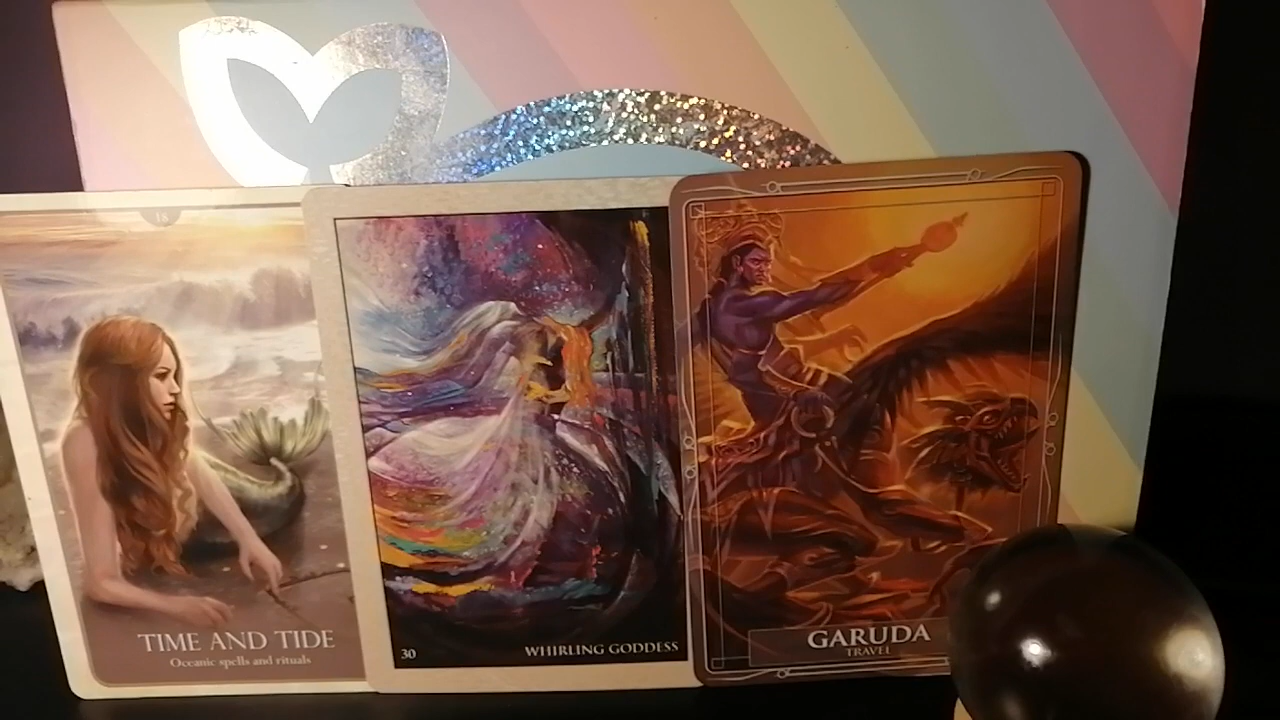 18
TIME AND TIDE
Oceanic spells and rituals
30
WHIRLING GODDESS
GARUDA
TRAVEL